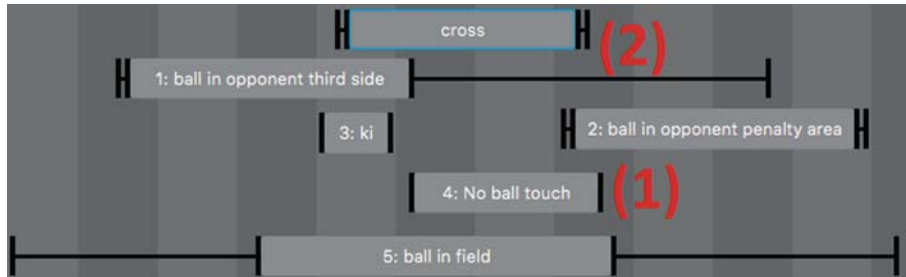 cross
(2)
1: ball in opponent third side
3: ki
2: ball in opponent penalty area
4: No ball touch
(1)
5: ball in field